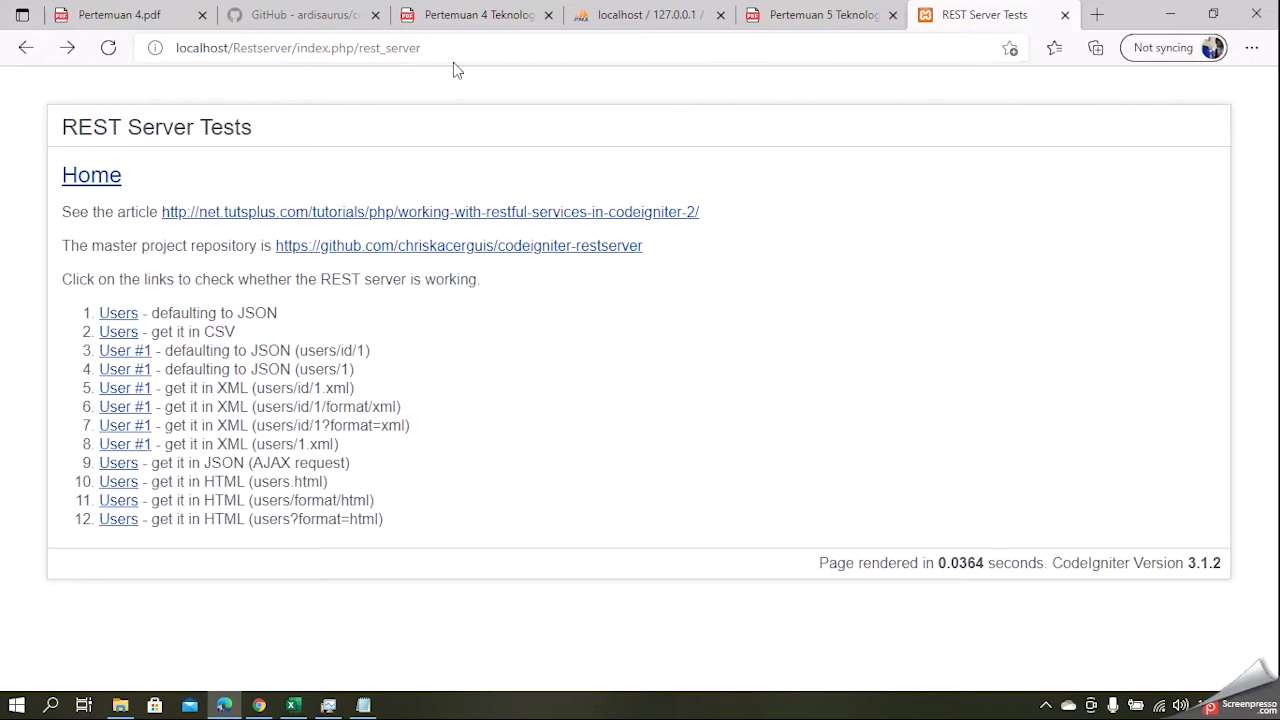 Pertemuan 4.pdf
GitHub - ardisaurus/c
Pertemuan 4 Teknolog
localhost / 127.0.0.1 /
Pertemuan 5 Teknolog
REST Server Tests
localhost/Restserver/index.php/rest_server
Not syncing
REST Server Tests
Home
See the article http://net.tutsplus.com/tutorials/php/working-with-restful-services-in-codeigniter-2/
The master project repository is https://github.com/chriskacerguis/codeigniter-restserver
Click on the links to check whether the REST server is working.
1. Users - defaulting to JSON
2. Users - get it in CSV
3. User #1 - defaulting to JSON (users/id/1)
4. User #1 - defaulting to JSON (users/1)
5. User #1 - get it in XML (users/id/1.xml)
6. User #1 - get it in XML (users/id/1/format/xml)
7. User #1 - get it in XML (users/id/1?format=xml)
8. User #1 - get it in XML (users/1.xml)
9. Users - get it in JSON (AJAX request)
10. Users - get it in HTML (users.html)
11. Users - get it in HTML (users/format/html)
12. Users - get it in HTML (users?format=html)
Page rendered in 0.0364 seconds. CodeIgniter Version 3.1.2
Screenpresso
.com